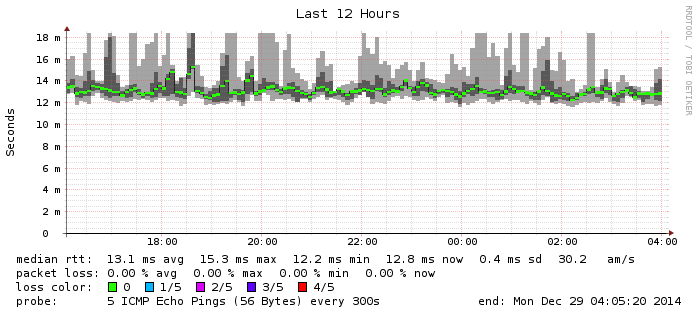 Last 12 Hours
RRDTOOL / TOBI OETIKER
Seconds
18 m
16 m
14 m
12 m
10 m
8 m
6 m
4 m
2 m
0
18:00 20:00 22:00 00:00 02:00 04:00
median rtt: 13.1 ms avg 15.3 ms max 12.2 ms min 12.8 ms now 0.4 ms sd 30.2 am/s
packet loss: 0.00 % avg 0.00 % max 0.00 % min 0.00 % now
loss color: 0 1/5 2/5 3/5 4/5
probe: 5 ICMP Echo Pings (56 Bytes) every 300s end: Mon Dec 29 04:05:20 2014